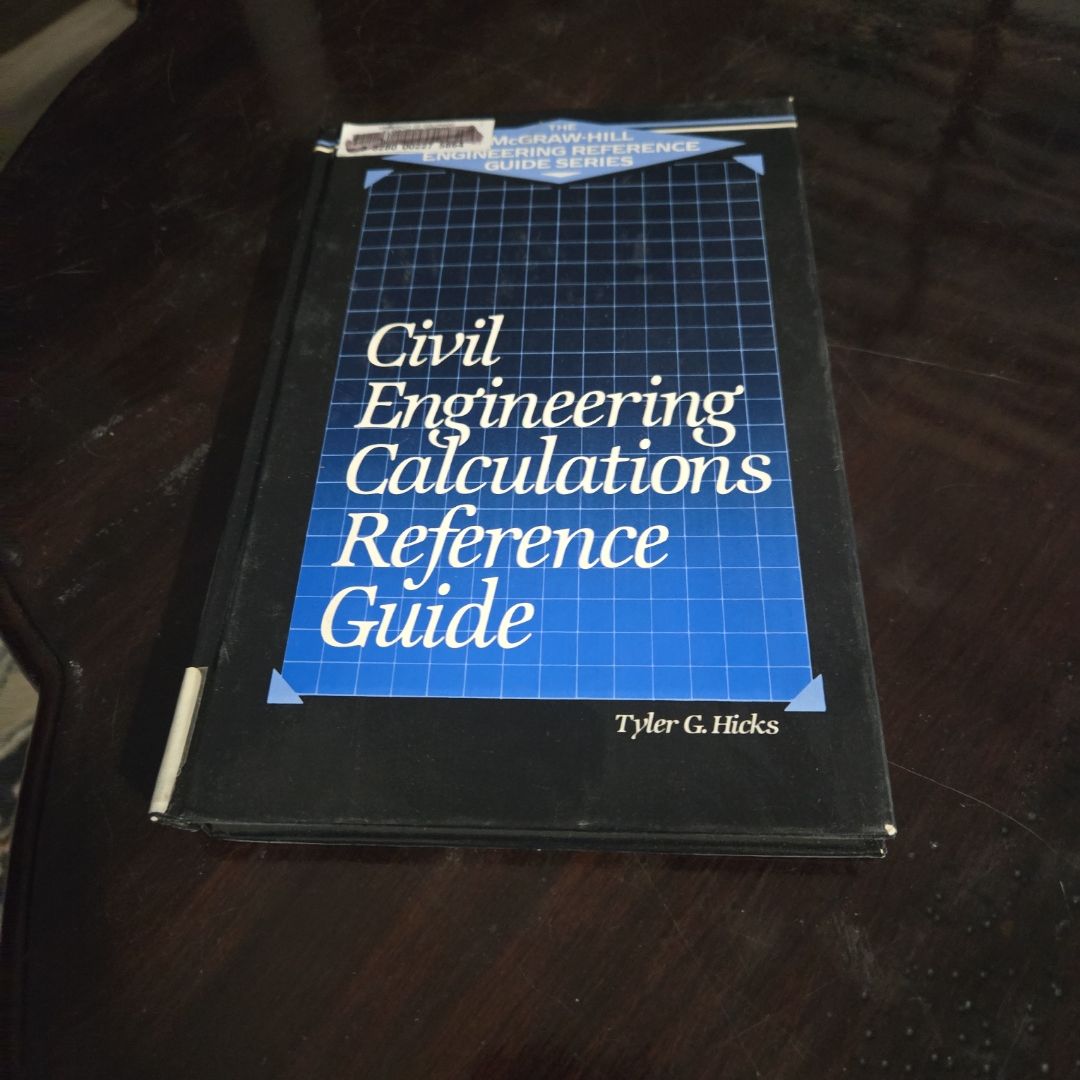 THE
McGRAW-HILL
ENGINEERING REFERENCE
GUIDE SERIES
Civil
Engineering
Calculations
Reference
Guide
Tyler G. Hicks